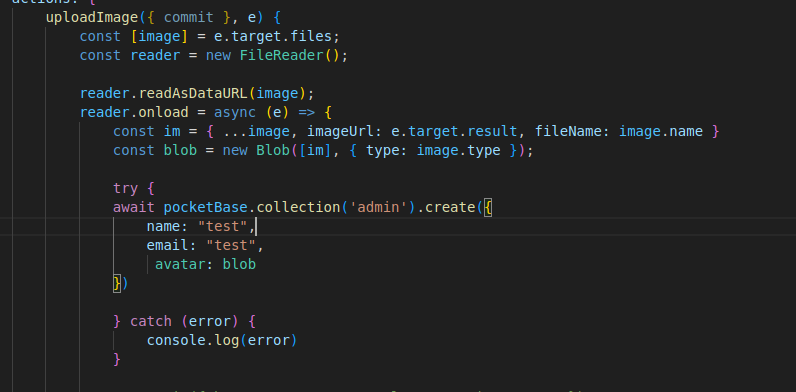 actions: {
uploadImage({ commit }, e) {
const [image] = e.target.files;
const reader = new FileReader();
reader.readAsDataURL(image);
reader.onload = async (e) => {
const im = { ...image, imageUrl: e.target.result, fileName: image.name }
const blob = new Blob([im], { type: image.type });
try {
await pocketBase.collection('admin').create({
name: "test",
email: "test",
avatar: blob
})
} catch (error) {
console.log(error)
}